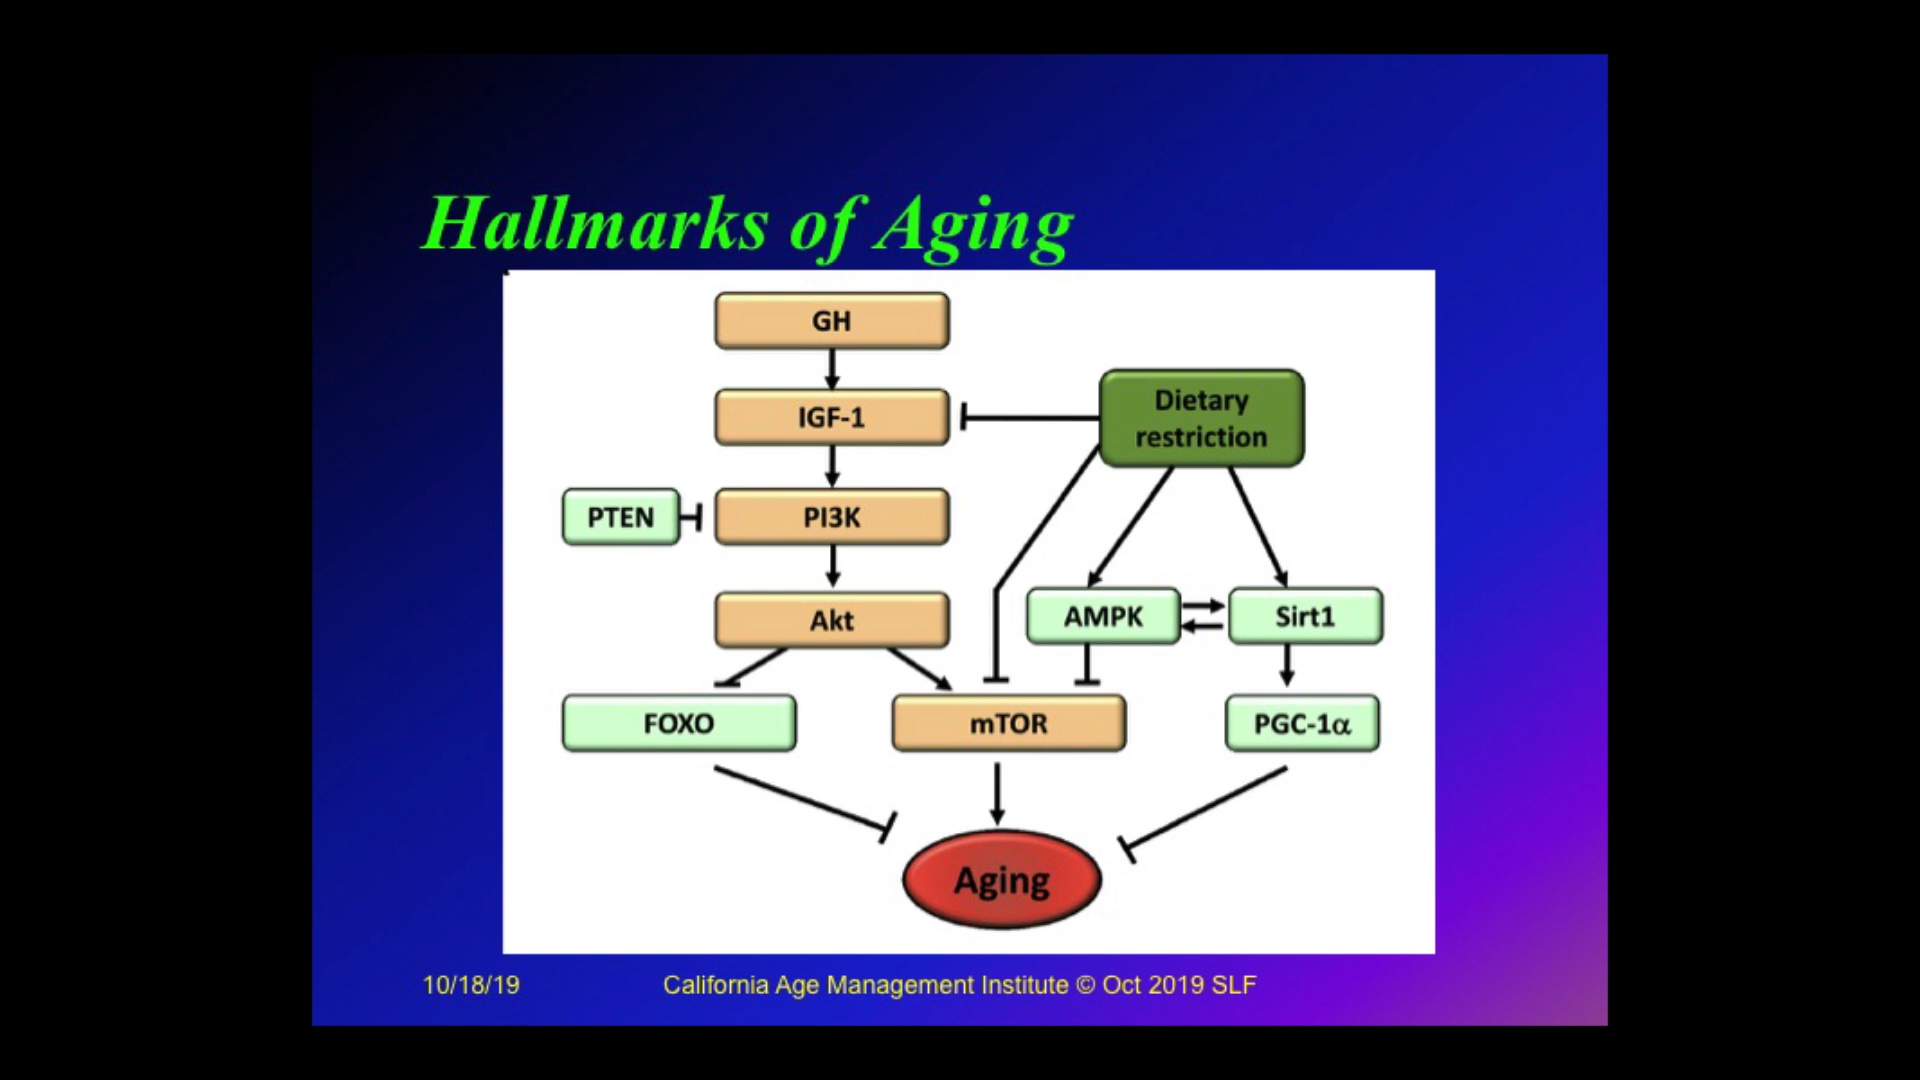 Hallmarks of Aging
GH
IGF-1
Dietary
restriction
PTEN
PI3K
Akt
AMPK
Sirt1
FOXO
mTOR
PGC-1α
Aging
10/18/19
California Age Management Institute © Oct 2019 SLF